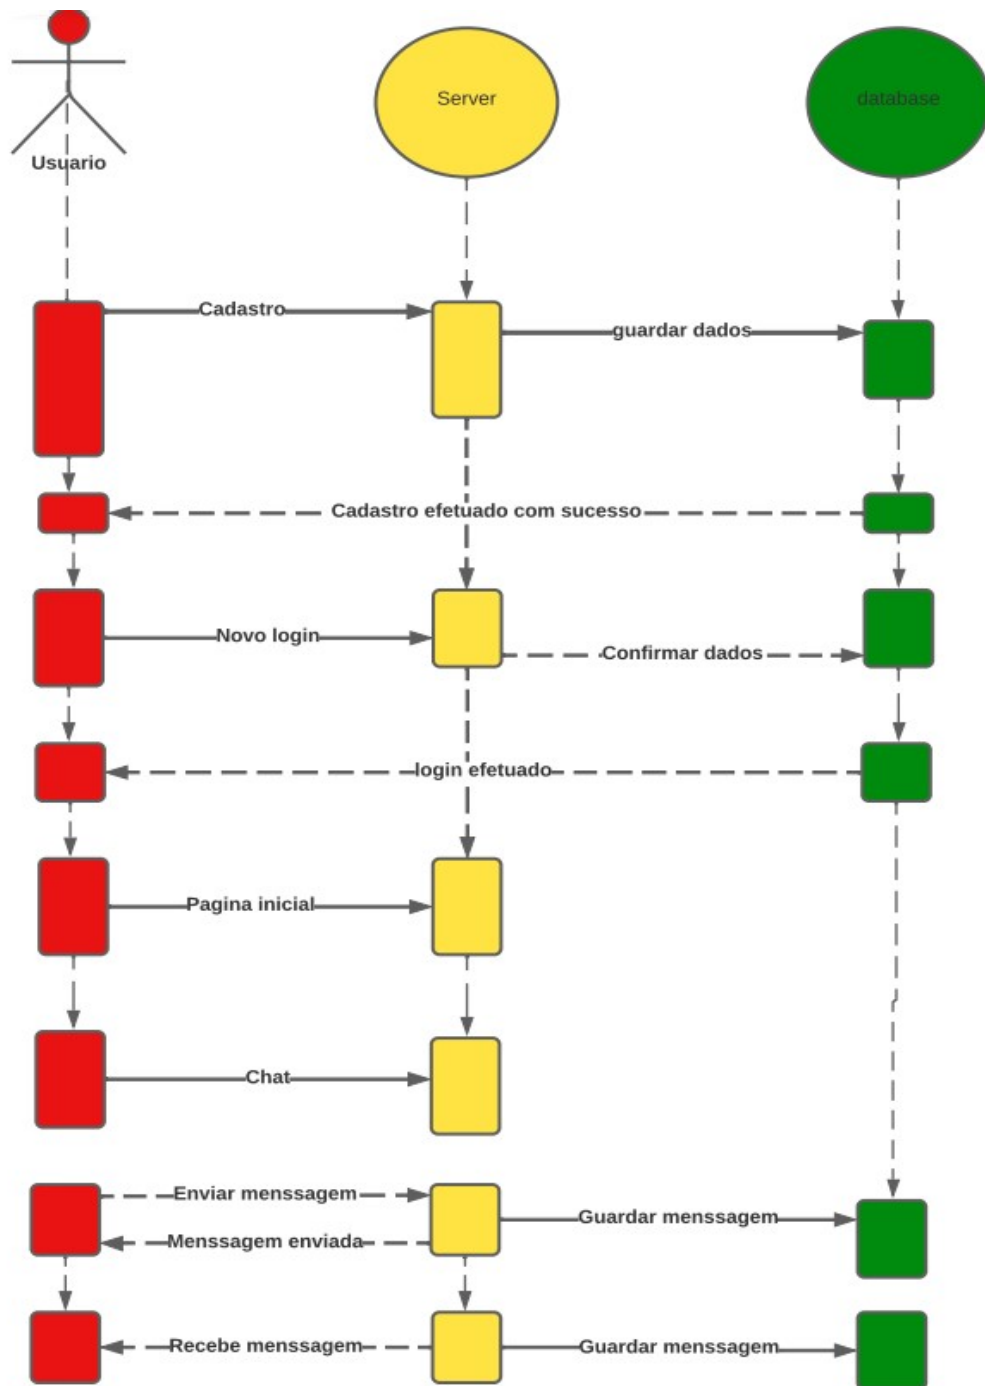 Server
database
Usuario
Cadastro
guardar dados
Cadastro efetuado com sucesso
Novo login
Confirmar dados
login efetuado
Pagina inicial
Chat
Enviar menssagem
Guardar menssagem
Menssagem enviada
Recebe menssagem
Guardar menssagem